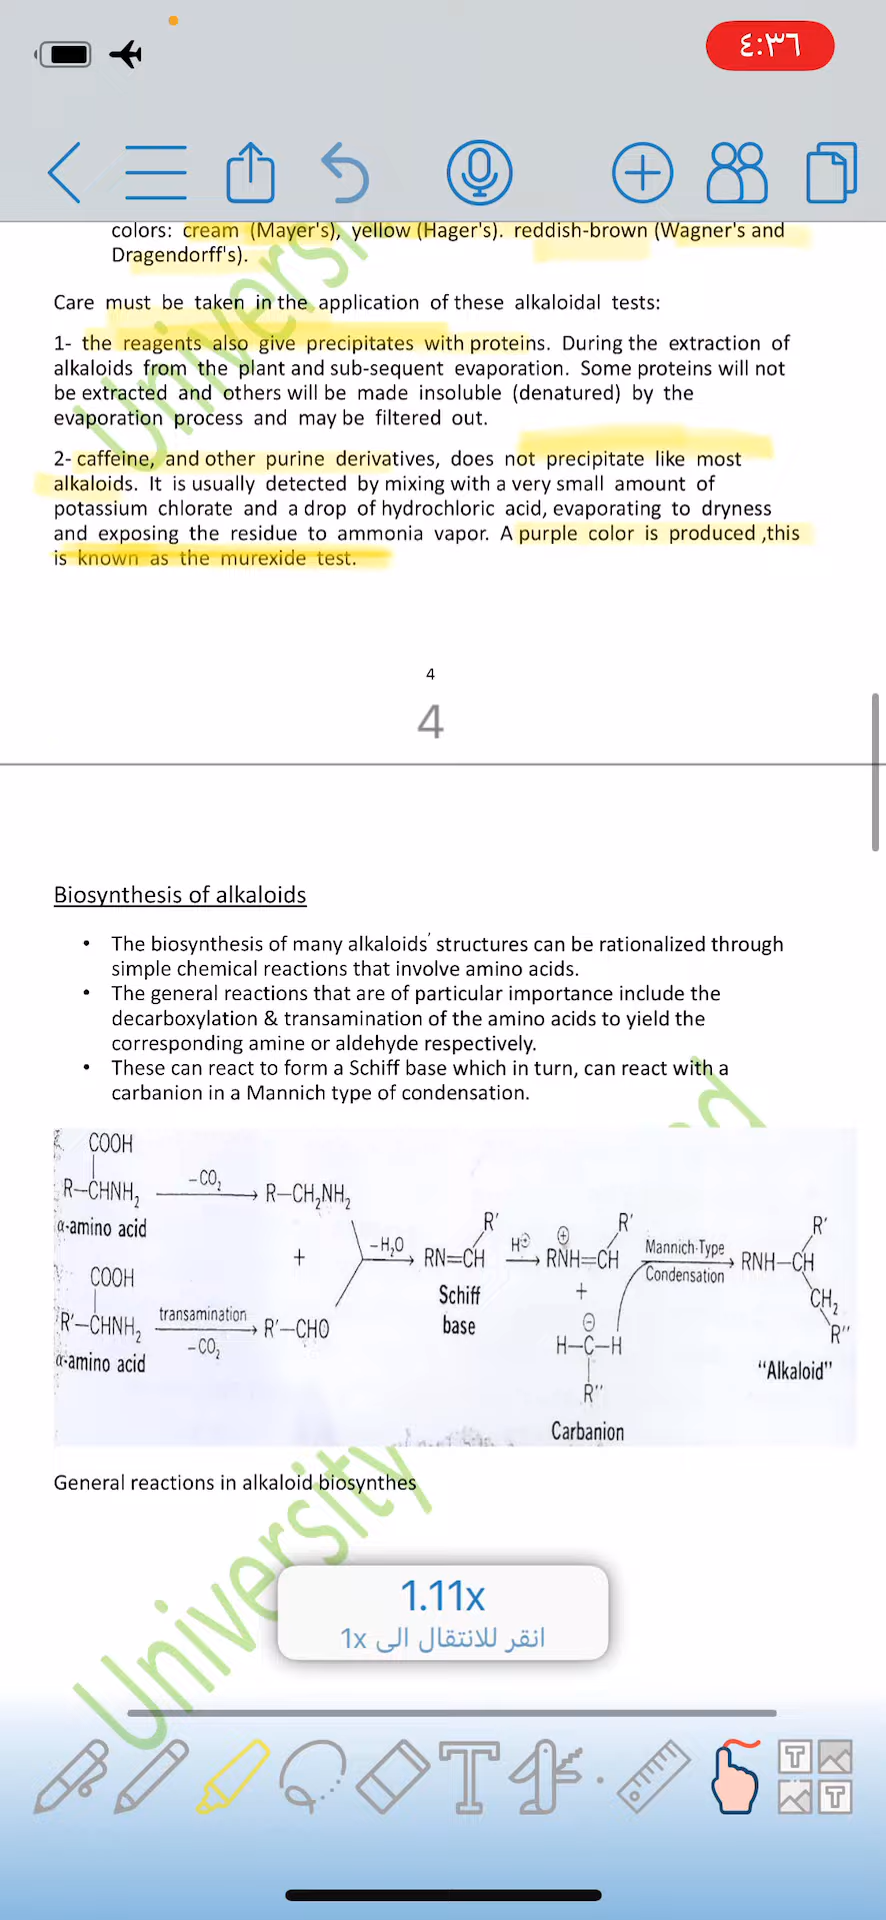 ٤:٣٦
colors: cream (Mayer's), yellow (Hager's). reddish-brown (Wagner's and
Dragendorff's).
Care must be taken in the application of these alkaloidal tests:
1- the reagents also give precipitates with proteins. During the extraction of
alkaloids from the plant and sub-sequent evaporation. Some proteins will not
be extracted and others will be made insoluble (denatured) by the
evaporation process and may be filtered out.
2- caffeine, and other purine derivatives, does not precipitate like most
alkaloids. It is usually detected by mixing with a very small amount of
potassium chlorate and a drop of hydrochloric acid, evaporating to dryness
and exposing the residue to ammonia vapor. A purple color is produced ,this
is known as the murexide test.
4
4
Biosynthesis of alkaloids
• The biosynthesis of many alkaloids' structures can be rationalized through
simple chemical reactions that involve amino acids.
• The general reactions that are of particular importance include the
decarboxylation & transamination of the amino acids to yield the
corresponding amine or aldehyde respectively.
• These can react to form a Schiff base which in turn, can react with a
carbanion in a Mannich type of condensation.
COOH
R–CHNH₂ –CO₂ R–CH₂NH₂
α-amino acid
+
COOH
R'–CHNH₂ transamination –CO₂ R'–CHO
α-amino acid
–H₂O
R'
RN=CH
Schiff
base
H⊕
R'
⊕
RNH=CH
+
⊖
H–C–H
R''
Carbanion
Mannich-Type
Condensation
R'
RNH–CH
CH₂
R''
“Alkaloid”
General reactions in alkaloid biosynthes
University
University
1.11x
انقر للانتقال الى 1x
T
T
T